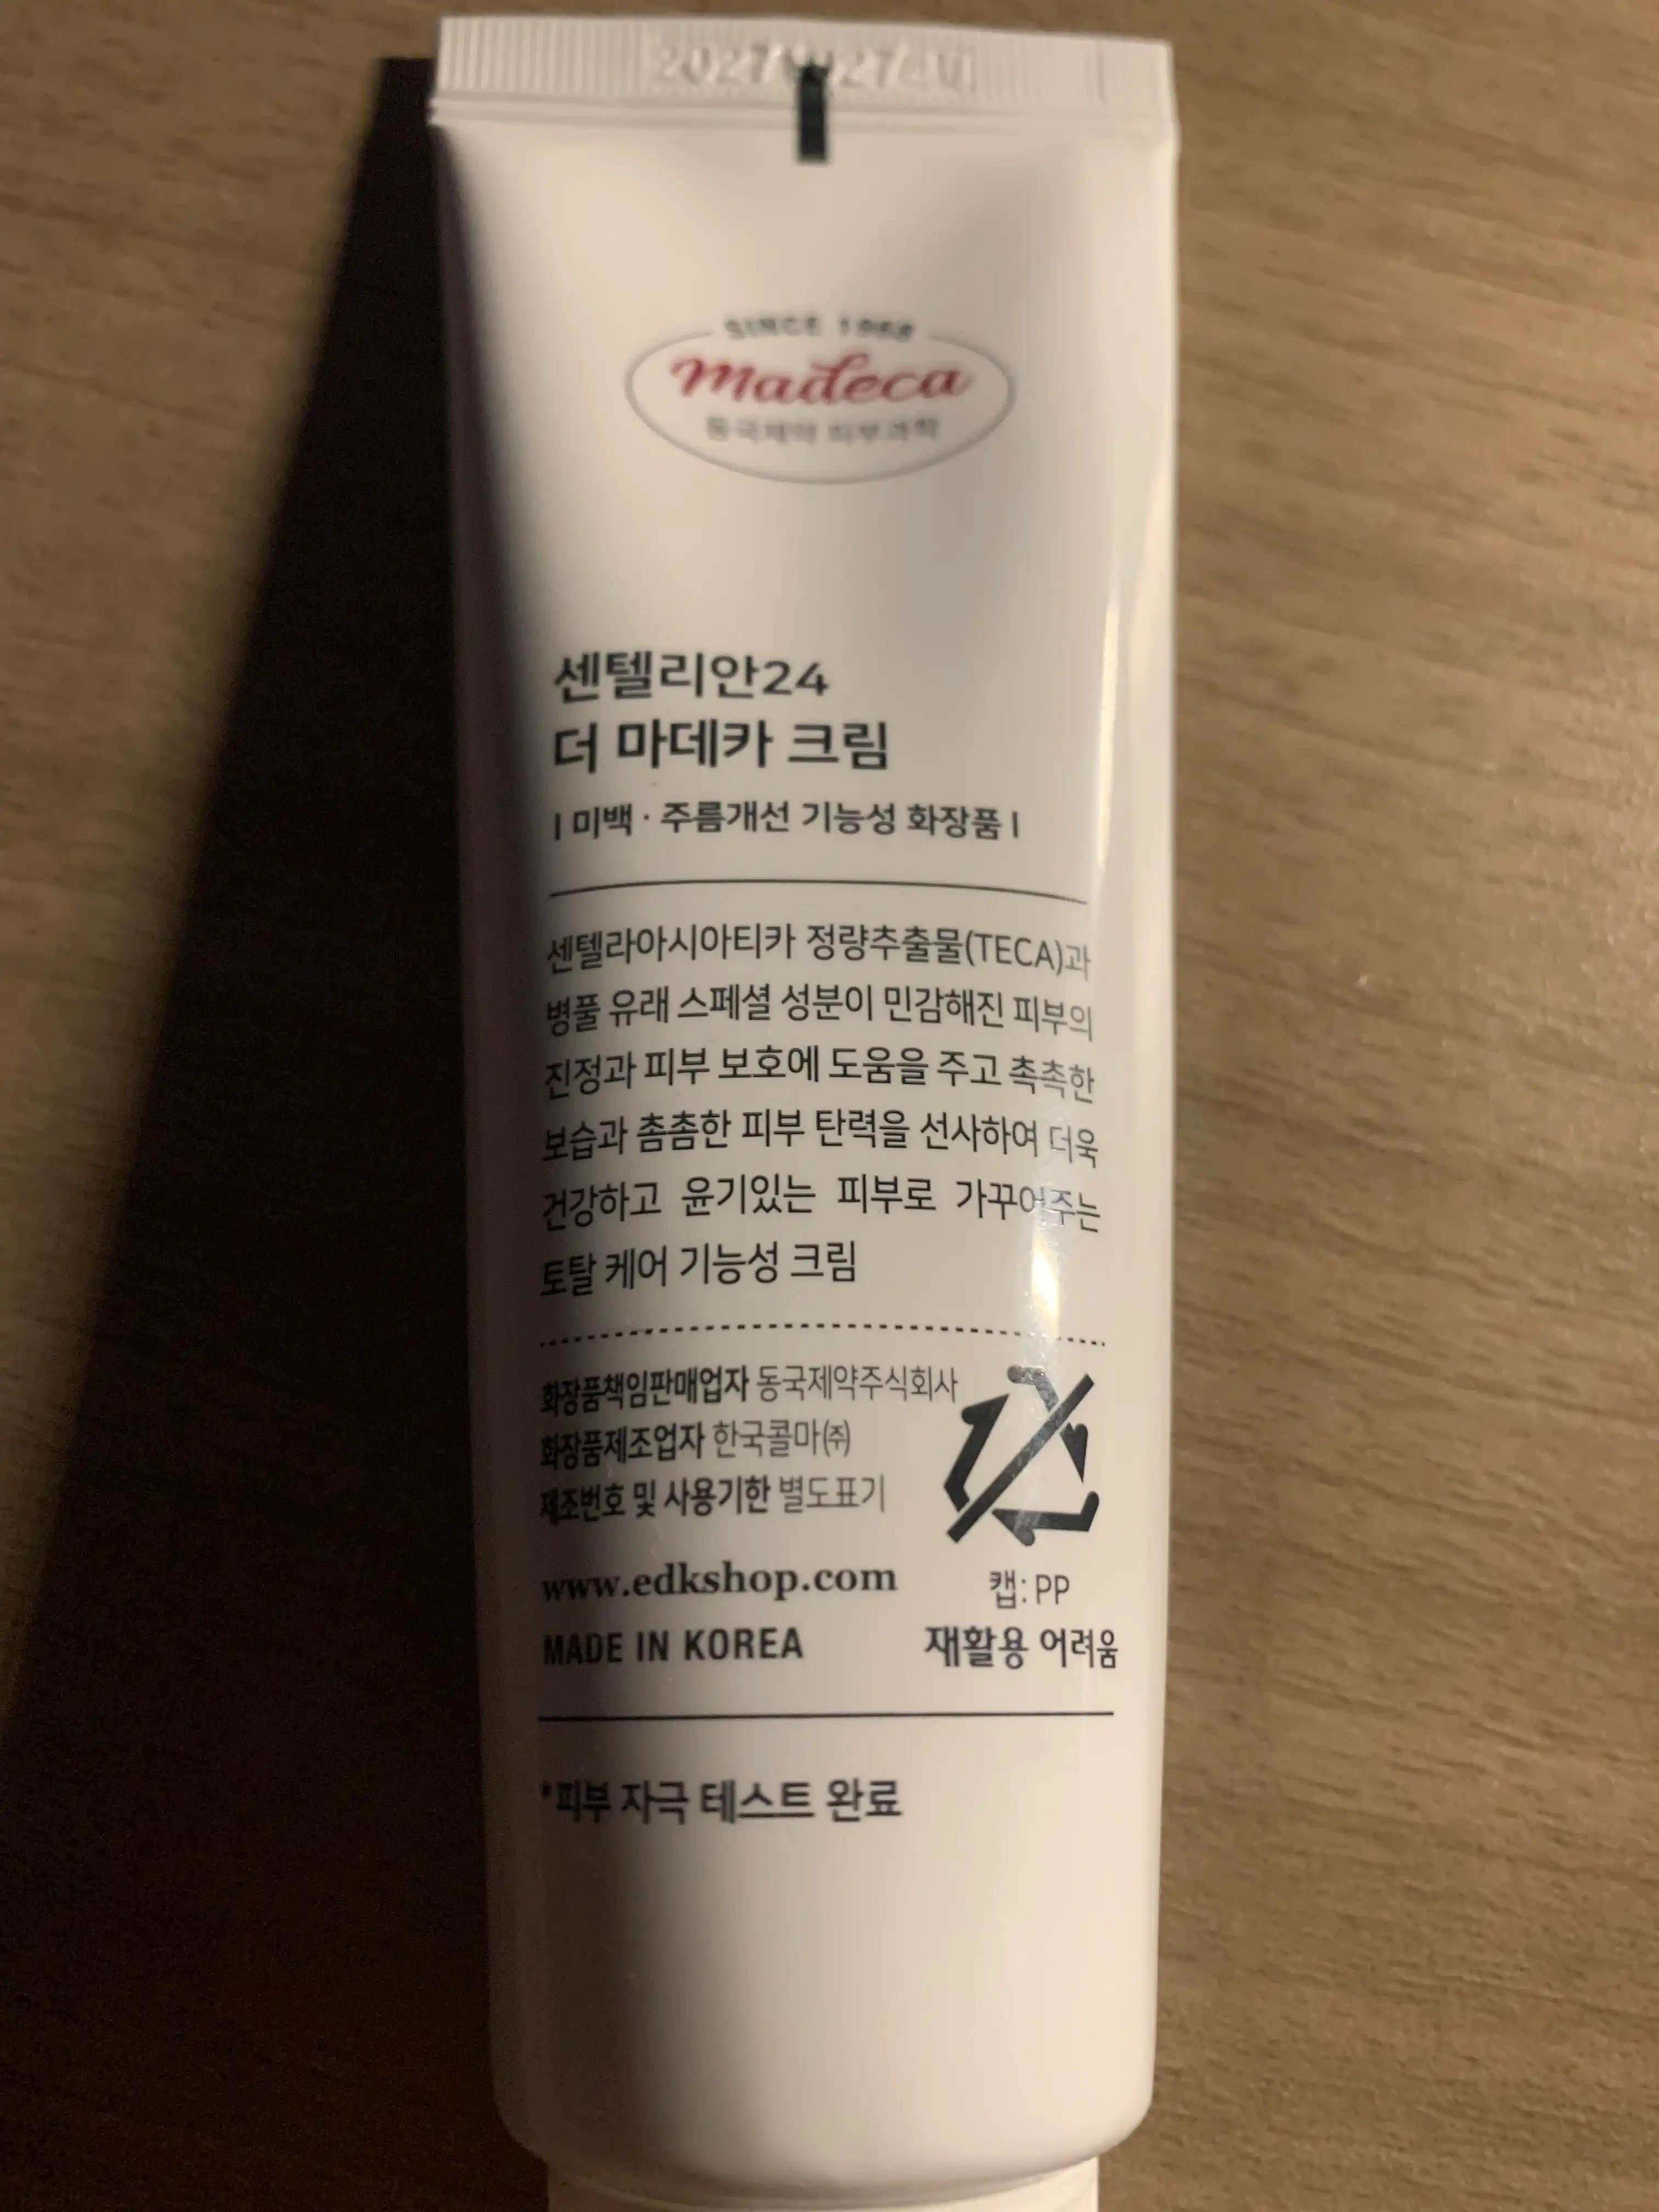 SINCE 1968
Madeca
동국제약 피부과학
센텔리안24
더 마데카 크림
| 미백 · 주름개선 기능성 화장품 |
센텔라아시아티카 정량추출물(TECA)과
병풀 유래 스페셜 성분이 민감해진 피부의
진정과 피부 보호에 도움을 주고 촉촉한
보습과 촘촘한 피부 탄력을 선사하여 더욱
건강하고 윤기있는 피부로 가꾸어주는
토탈 케어 기능성 크림
화장품책임판매업자 동국제약주식회사
화장품제조업자 한국콜마㈜
제조번호 및 사용기한 별도표기
www.edkshop.com
MADE IN KOREA
캡: PP
재활용 어려움
*피부 자극 테스트 완료